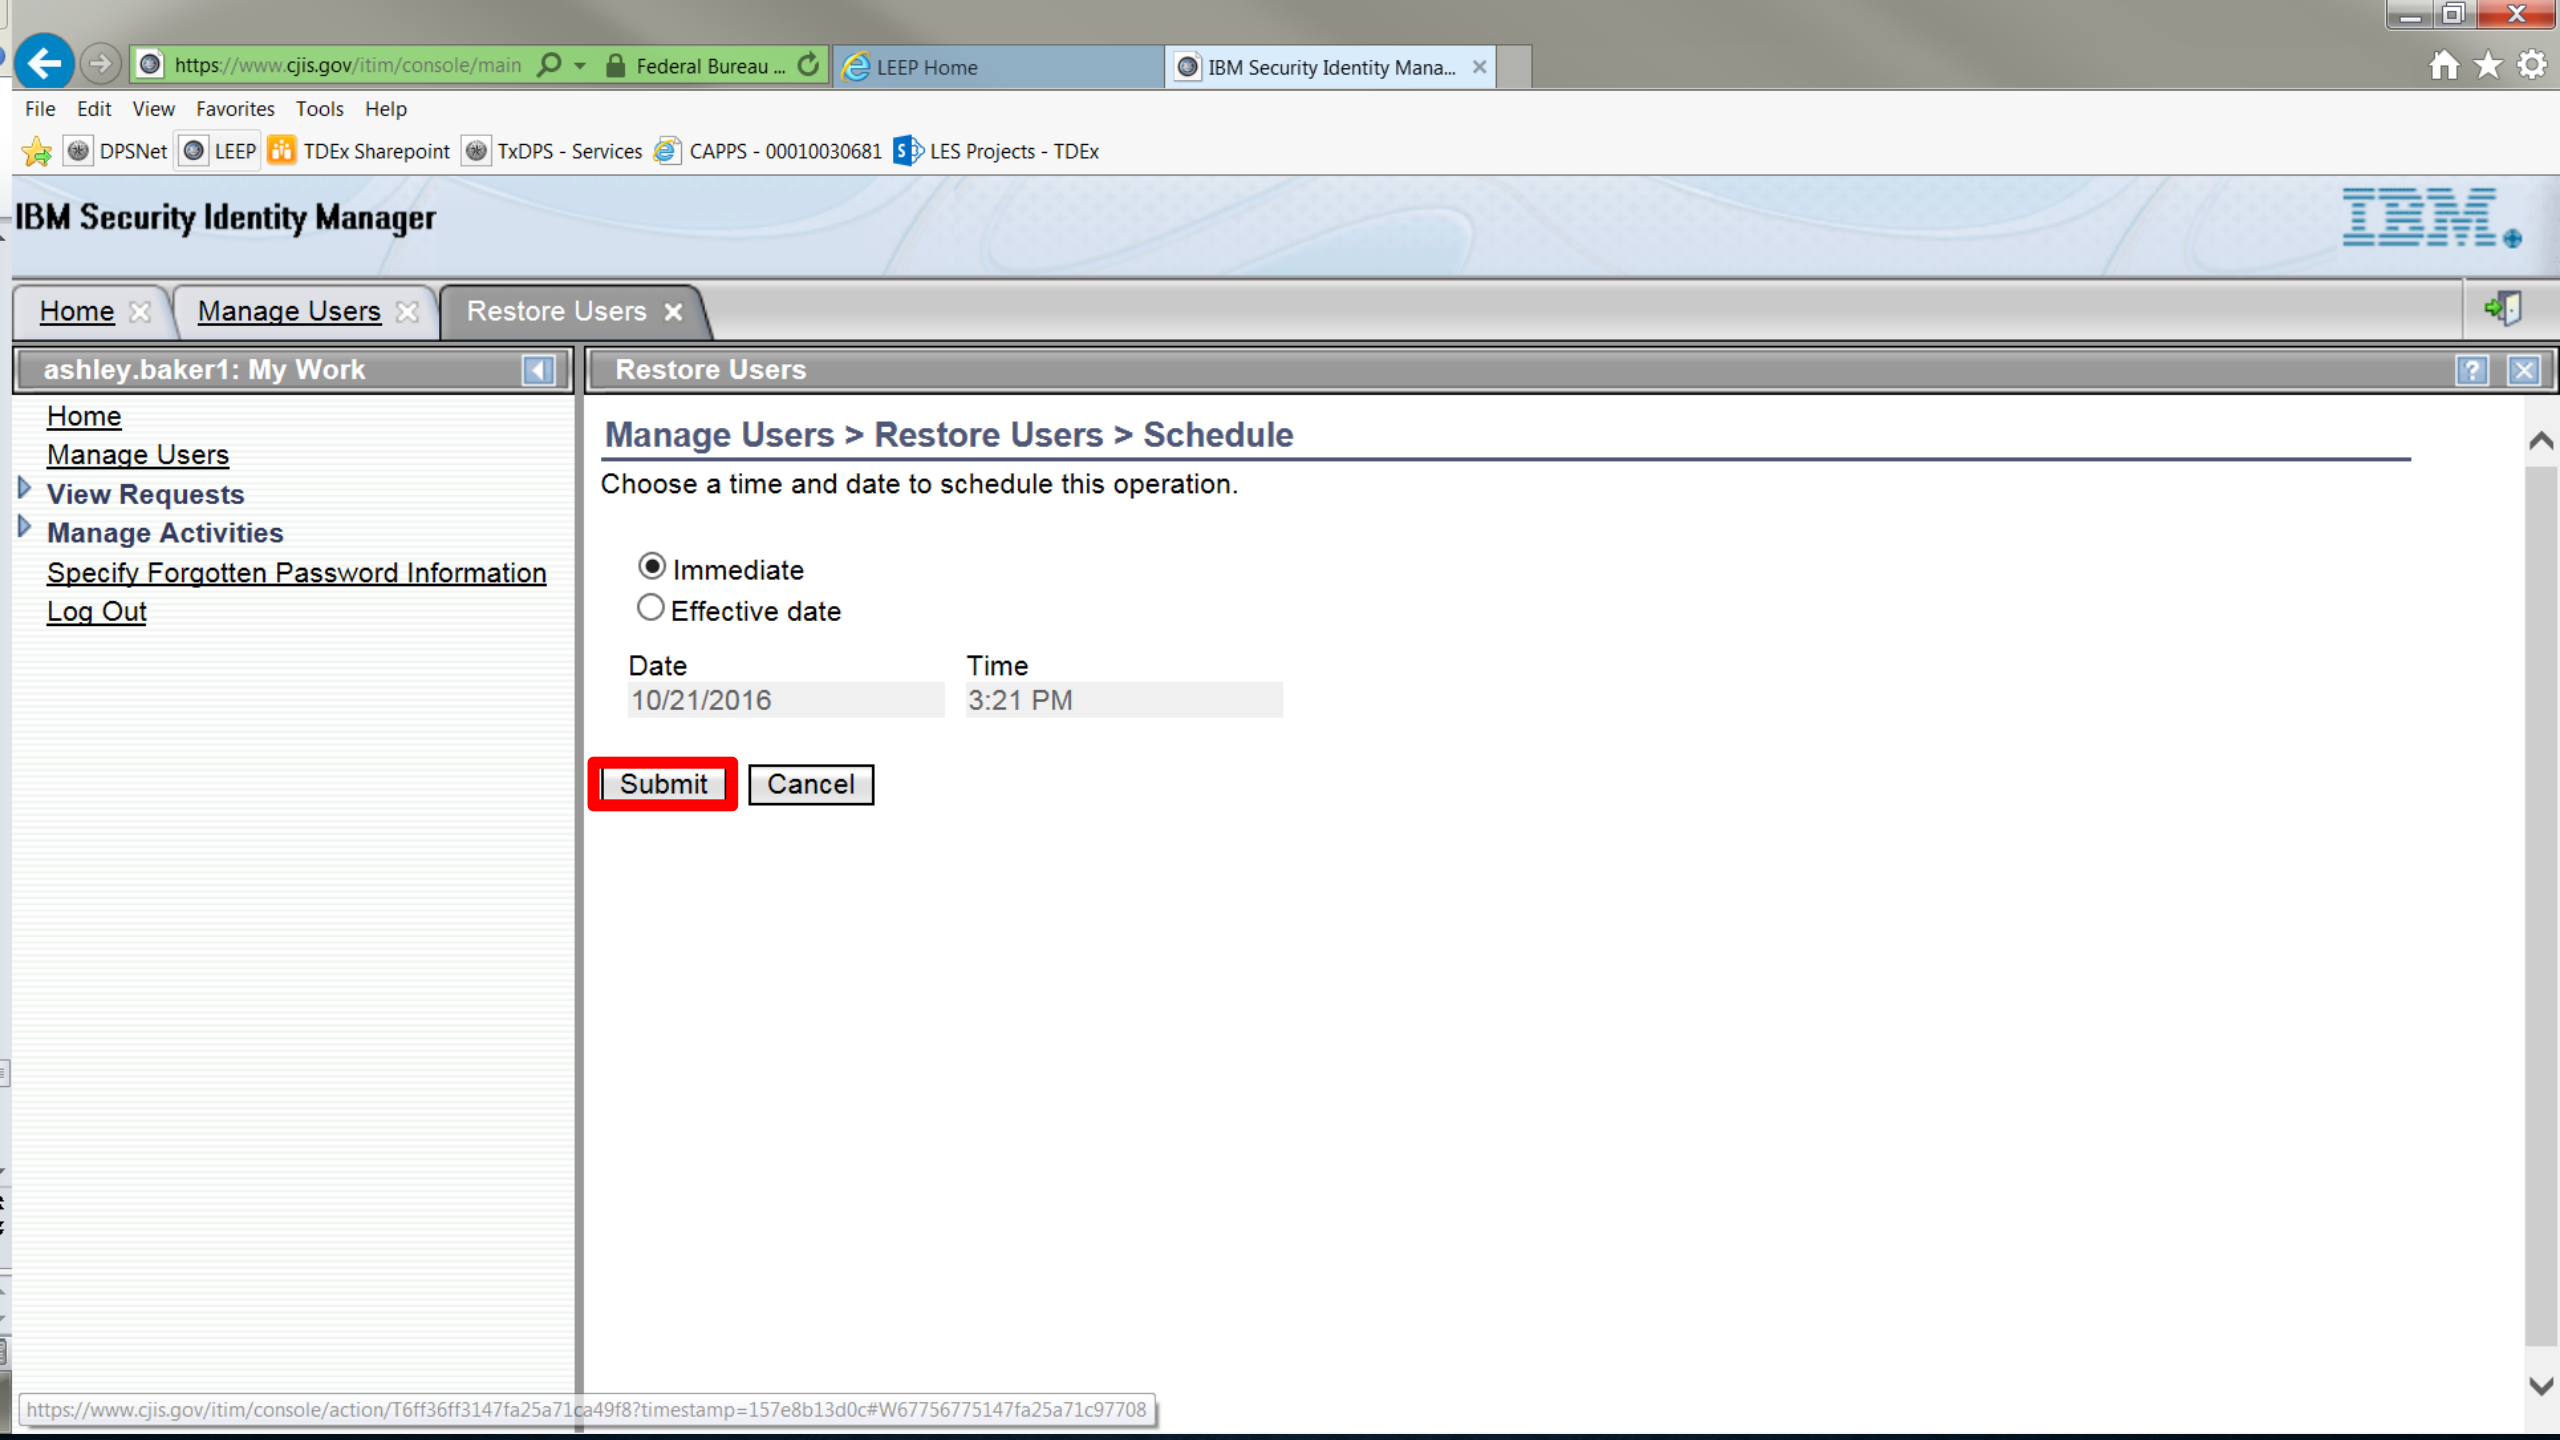 https://www.cjis.gov/itim/console/main
Federal Bureau ...
LEEP Home
IBM Security Identity Mana...
File Edit View Favorites Tools Help
DPSNet LEEP TDEx Sharepoint TxDPS - Services CAPPS - 00010030681 LES Projects - TDEx
IBM Security Identity Manager
IBM.
Home Manage Users Restore Users
ashley.baker1: My Work
Restore Users
Home
Manage Users
View Requests
Manage Activities
Specify Forgotten Password Information
Log Out
Manage Users > Restore Users > Schedule
Choose a time and date to schedule this operation.
Immediate
Effective date
Date Time
10/21/2016 3:21 PM
Submit Cancel
https://www.cjis.gov/itim/console/action/T6ff36ff3147fa25a71ca49f8?timestamp=157e8b13d0c#W67756775147fa25a71c97708